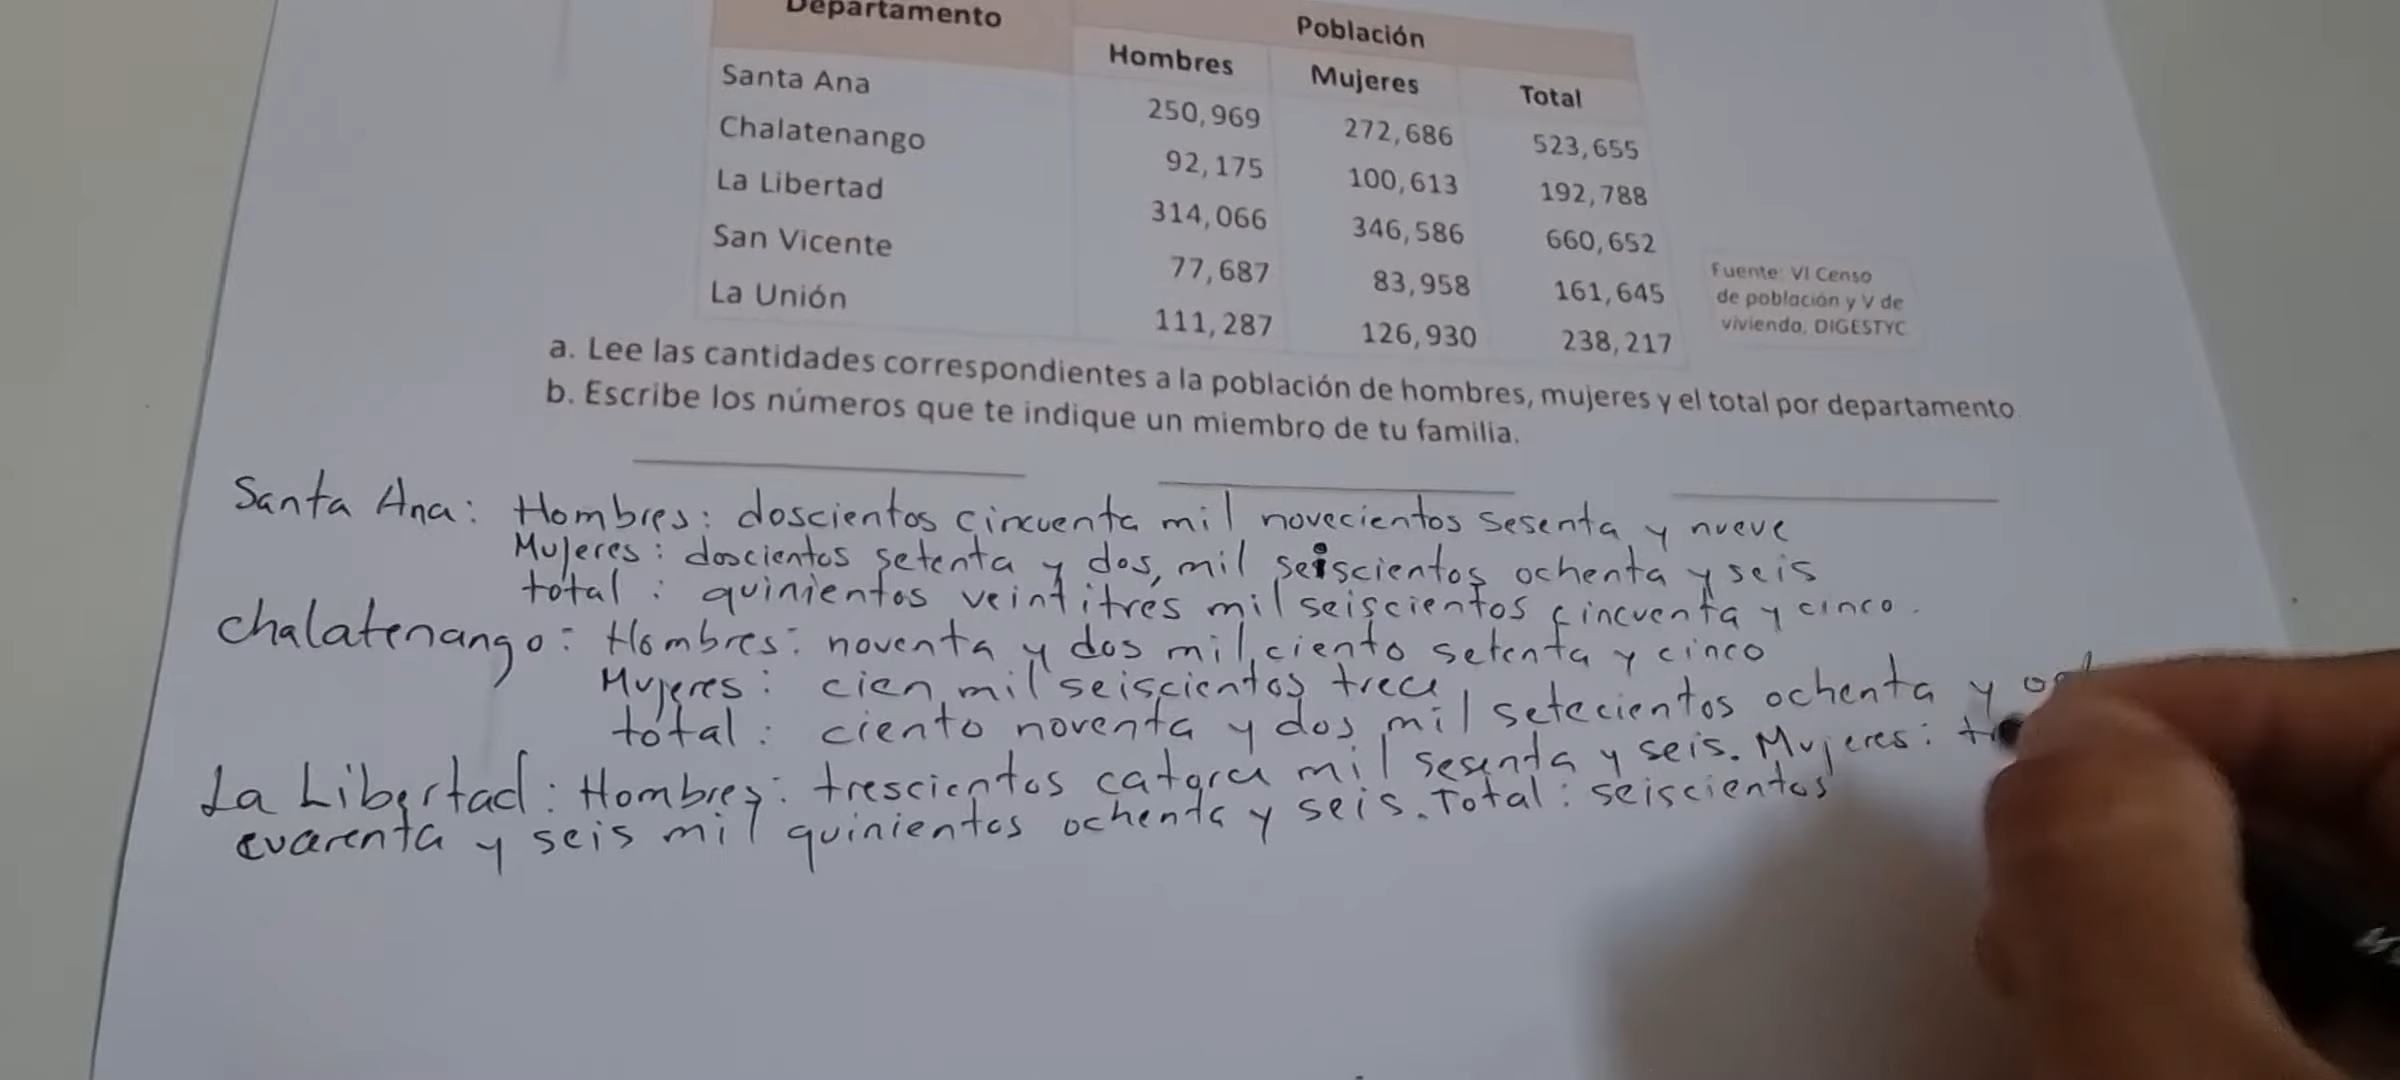 Departamento Población
Hombres Mujeres Total
Santa Ana 250,969 272,686 523,655
Chalatenango 92,175 100,613 192,788
La Libertad 314,066 346,586 660,652
San Vicente 77,687 83,958 161,645
La Unión 111,287 126,930 238,217
Fuente: VI Censo
de población y V de
vivienda, DIGESTYC
a. Lee las cantidades correspondientes a la población de hombres, mujeres y el total por departamento.
b. Escribe los números que te indique un miembro de tu familia.
Santa Ana: Hombres: doscientos cincuenta mil novecientos sesenta y nueve
Mujeres: doscientos setenta y dos mil seiscientos ochenta y seis
total: quinientos veintitrés mil seiscientos cincuenta y cinco.
chalatenango: Hombres: noventa y dos mil ciento setenta y cinco
Mujeres: cien mil seiscientos trece
total: ciento noventa y dos mil setecientos ochenta y
La Libertad: Hombres: trescientos catorce mil sesenta y seis. Mujeres:
cuarenta y seis mil quinientos ochenta y seis. Total: seiscientos